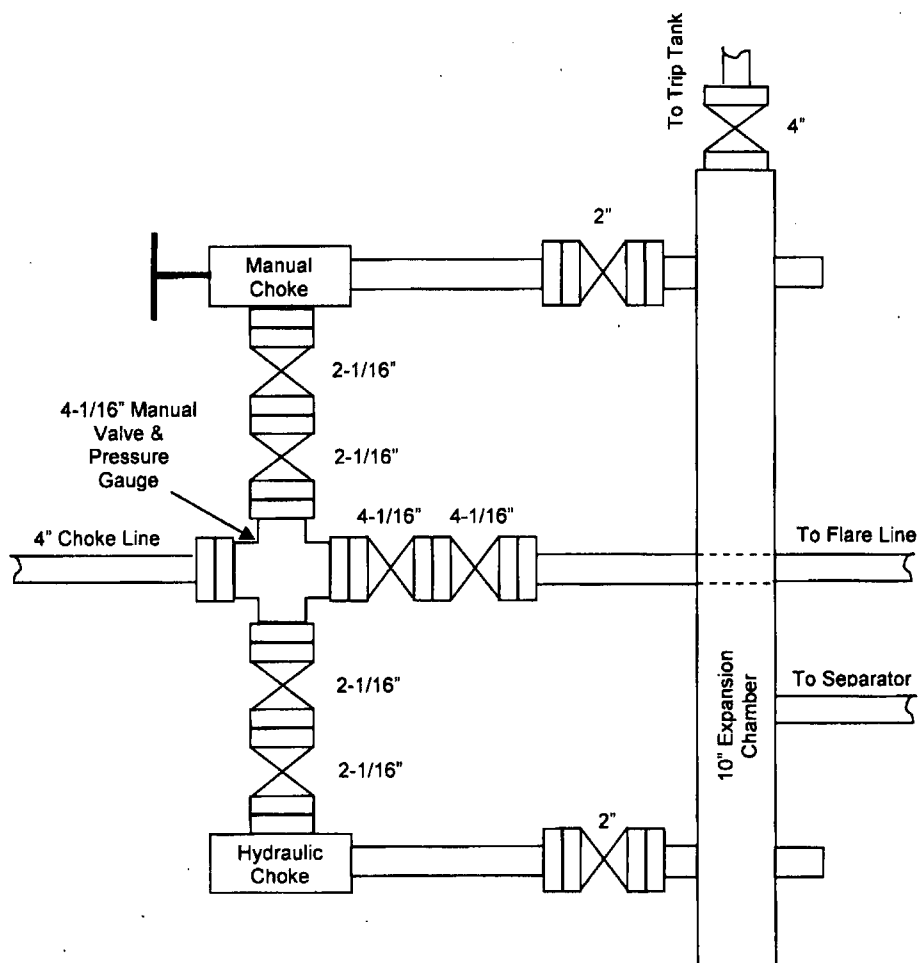 To Trip Tank
4"
2"
Manual
Choke
2-1/16"
4-1/16" Manual
Valve &
Pressure
Gauge
2-1/16"
4-1/16" 4-1/16"
4" Choke Line
To Flare Line
2-1/16"
To Separator
10" Expansion
Chamber
2-1/16"
2"
Hydraulic
Choke